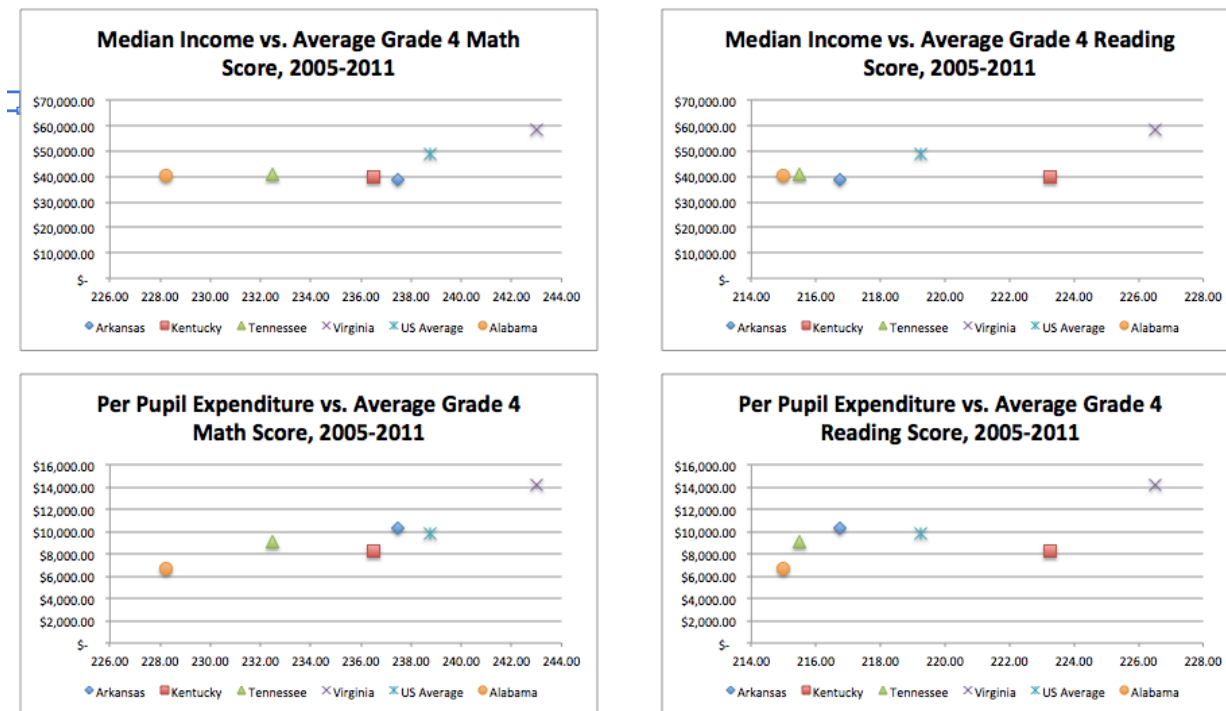 Median Income vs. Average Grade 4 Math
Score, 2005-2011
$70,000.00
$60,000.00
$50,000.00
$40,000.00
$30,000.00
$20,000.00
$10,000.00
$-
226.00 228.00 230.00 232.00 234.00 236.00 238.00 240.00 242.00 244.00
Arkansas Kentucky Tennessee Virginia US Average Alabama
Median Income vs. Average Grade 4 Reading
Score, 2005-2011
$70,000.00
$60,000.00
$50,000.00
$40,000.00
$30,000.00
$20,000.00
$10,000.00
$-
214.00 216.00 218.00 220.00 222.00 224.00 226.00 228.00
Arkansas Kentucky Tennessee Virginia US Average Alabama
Per Pupil Expenditure vs. Average Grade 4
Math Score, 2005-2011
$16,000.00
$14,000.00
$12,000.00
$10,000.00
$8,000.00
$6,000.00
$4,000.00
$2,000.00
$-
226.00 228.00 230.00 232.00 234.00 236.00 238.00 240.00 242.00 244.00
Arkansas Kentucky Tennessee Virginia US Average Alabama
Per Pupil Expenditure vs. Average Grade 4
Reading Score, 2005-2011
$16,000.00
$14,000.00
$12,000.00
$10,000.00
$8,000.00
$6,000.00
$4,000.00
$2,000.00
$-
214.00 216.00 218.00 220.00 222.00 224.00 226.00 228.00
Arkansas Kentucky Tennessee Virginia US Average Alabama